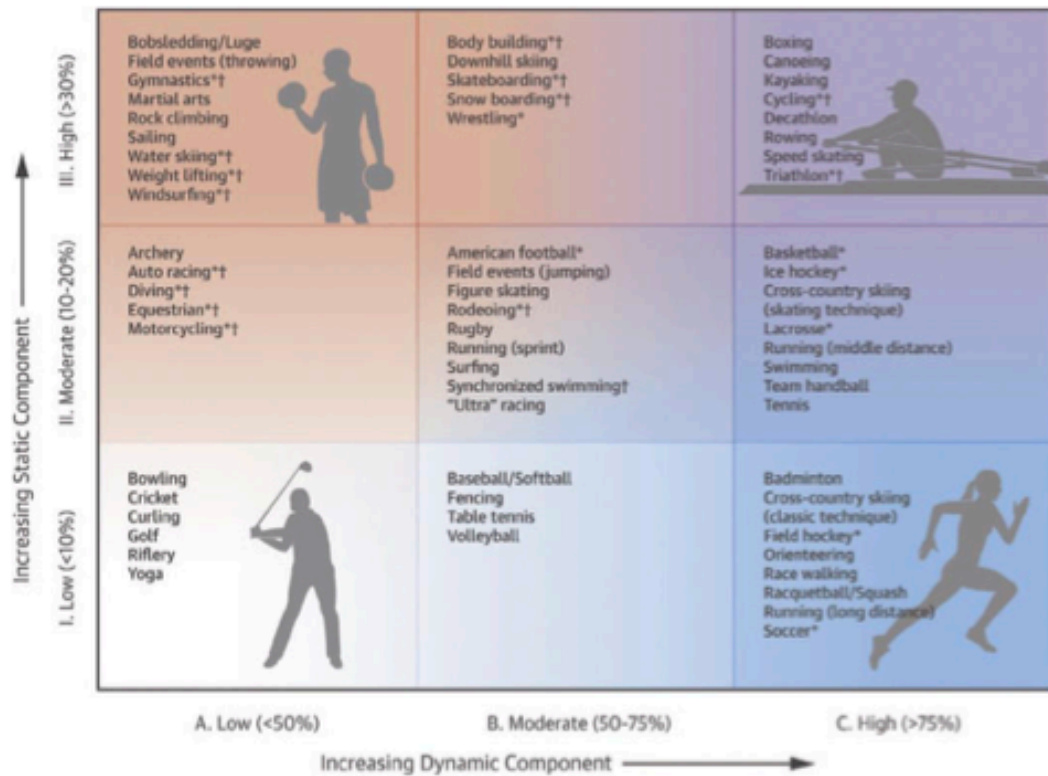 Increasing Static Component
III. High (>30%)
Bobsledding/Luge
Field events (throwing)
Gymnastics*†
Martial arts
Rock climbing
Sailing
Water skiing*†
Weight lifting*†
Windsurfing*†
Body building*†
Downhill skiing
Skateboarding*†
Snow boarding*†
Wrestling*
Boxing
Canoeing
Kayaking
Cycling*†
Decathlon
Rowing
Speed skating
Triathlon*†
II. Moderate (10-20%)
Archery
Auto racing*†
Diving*†
Equestrian*†
Motorcycling*†
American football*
Field events (jumping)
Figure skating
Rodeoing*†
Rugby
Running (sprint)
Surfing
Synchronized swimming†
"Ultra" racing
Basketball*
Ice hockey*
Cross-country skiing
(skating technique)
Lacrosse*
Running (middle distance)
Swimming
Team handball
Tennis
I. Low (<10%)
Bowling
Cricket
Curling
Golf
Riflery
Yoga
Baseball/Softball
Fencing
Table tennis
Volleyball
Badminton
Cross-country skiing
(classic technique)
Field hockey*
Orienteering
Race walking
Racquetball/Squash
Running (long distance)
Soccer*
A. Low (<50%)
B. Moderate (50-75%)
C. High (>75%)
Increasing Dynamic Component